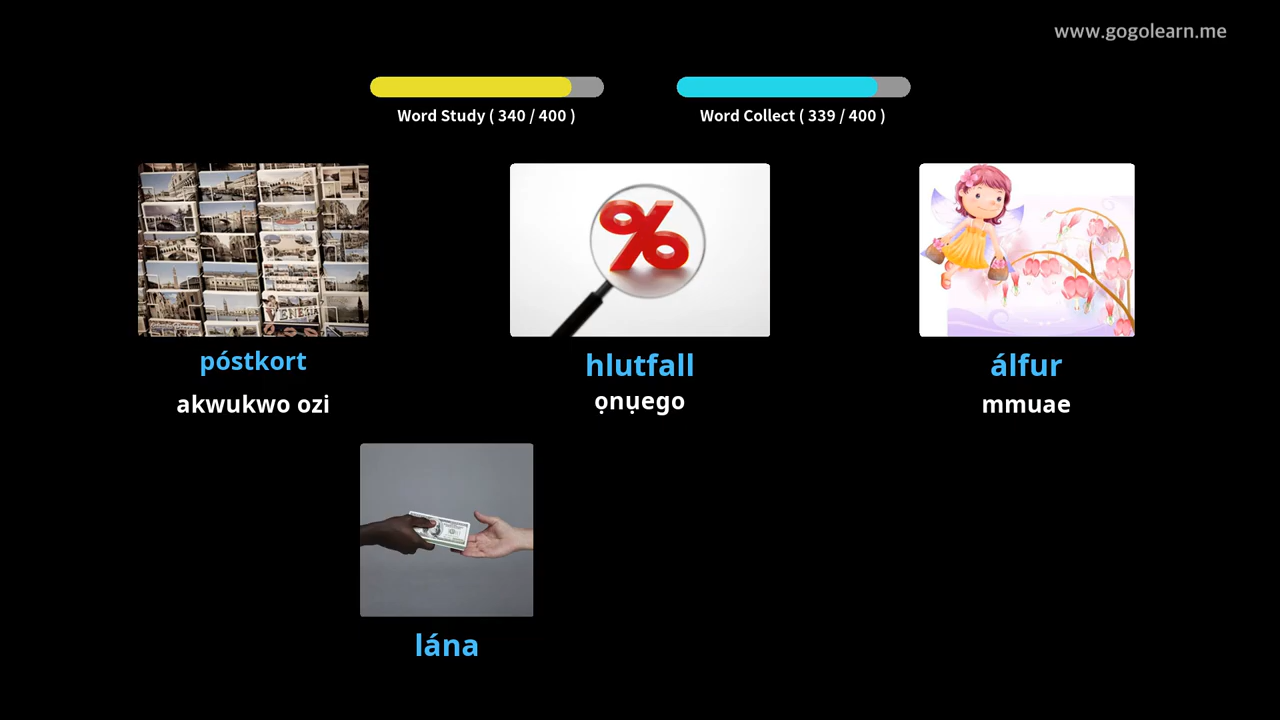 www.gogolearn.me
Word Study ( 340 / 400 )
Word Collect ( 339 / 400 )
póstkort
hlutfall
álfur
akwukwo ozi
ọnụego
mmuae
lána